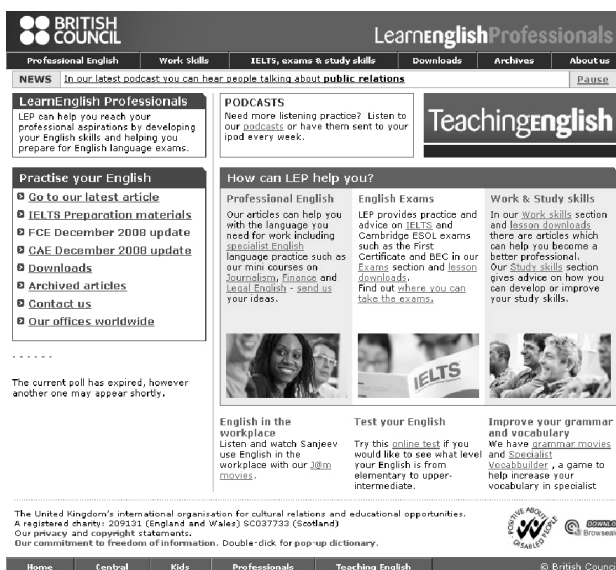 BRITISH
COUNCIL
LearnEnglishProfessionals
Professional English
Work Skills
IELTS, exams & study skills
Downloads
Archives
About us
NEWS
In our latest podcast you can hear people talking about public relations
Pause
LearnEnglish Professionals
LEP can help you reach your
professional aspirations by developing
your English skills and helping you
prepare for English language exams.
PODCASTS
Need more listening practice? Listen to
our podcasts or have them sent to your
ipod every week.
TeachingEnglish
Practise your English
Go to our latest article
IELTS Preparation materials
FCE December 2008 update
CAE December 2008 update
Downloads
Archived articles
Contact us
Our offices worldwide
- - - - - -
The current poll has expired, however
another one may appear shortly.
How can LEP help you?
Professional English
Our articles can help you
with the language you
need for work including
specialist English
language practice such as
our mini courses on
Journalism, Finance and
Legal English - send us
your ideas.
English Exams
LEP provides practice and
advice on IELTS and
Cambridge ESOL exams
such as the First
Certificate and BEC in our
Exams section and lesson
downloads.
Find out where you can
take the exams.
Work & Study skills
In our Work skills section
and lesson downloads
there are articles which
can help you become a
better professional.
Our Study skills section
gives advice on how you
can develop or improve
your study skills.
IELTS
English in the
workplace
Listen and watch Sanjeev
use English in the
workplace with our J@m
movies.
Test your English
Try this online test if you
would like to see what level
your English is from
elementary to upper-
intermediate.
Improve your grammar
and vocabulary
We have grammar movies
and Specialist
Vocabbuilder , a game to
help increase your
vocabulary in specialist
The United Kingdom's international organisation for cultural relations and educational opportunities.
A registered charity: 209131 (England and Wales) SC037733 (Scotland)
Our privacy and copyright statements.
Our commitment to freedom of information. Double-click for pop-up dictionary.
POSITIVE ABOUT
DISABLED PEOPLE
Home
Central
Kids
Professionals
Teaching English
© British Counc